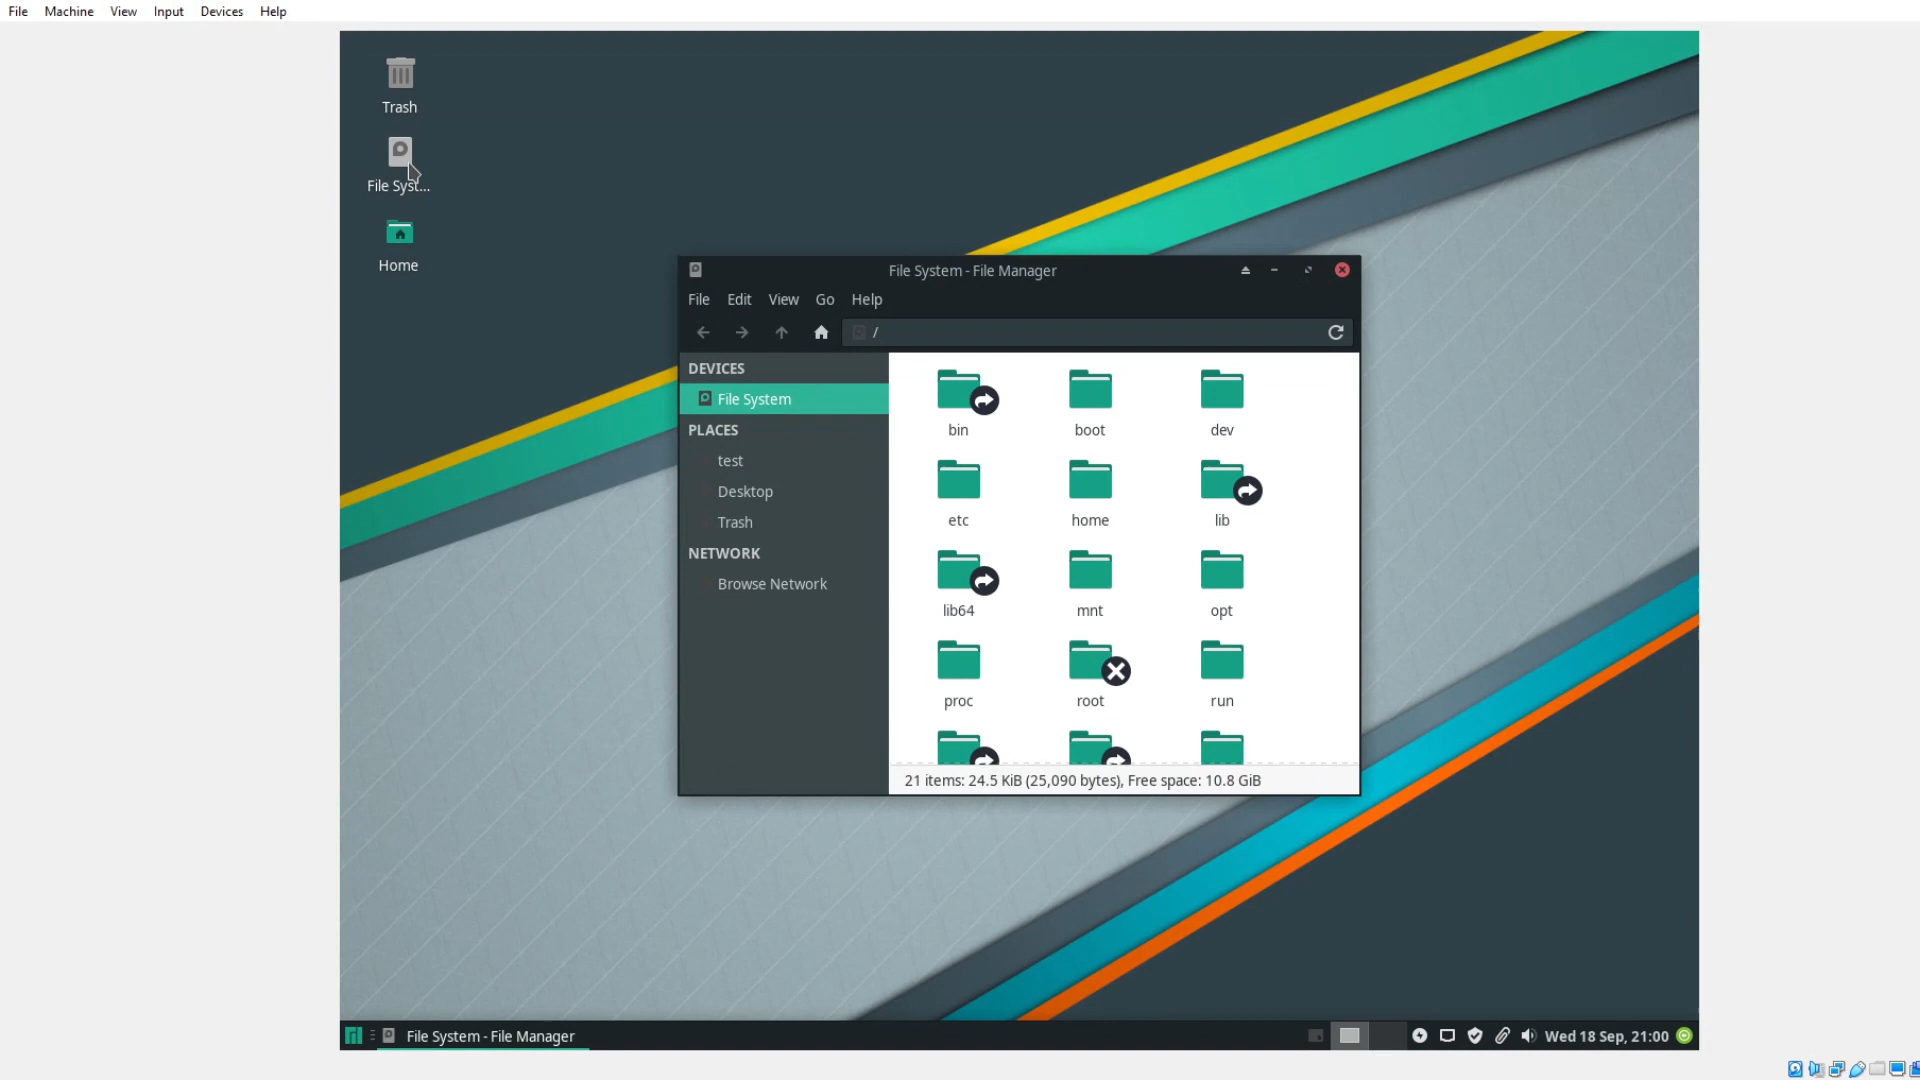 File Machine View Input Devices Help
Trash
File Syst...
Home
File System - File Manager
File Edit View Go Help
/
DEVICES
File System
PLACES
test
Desktop
Trash
NETWORK
Browse Network
bin boot dev
etc home lib
lib64 mnt opt
proc root run
21 items: 24.5 KiB (25,090 bytes), Free space: 10.8 GiB
File System - File Manager
Wed 18 Sep, 21:00